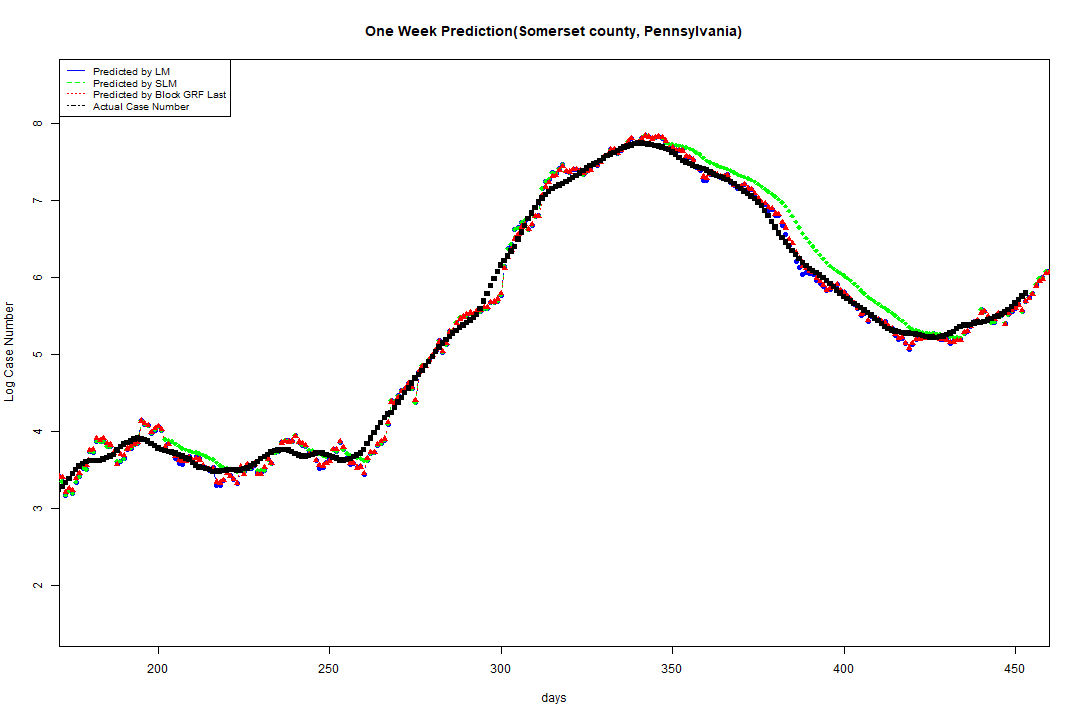 One Week Prediction(Somerset county, Pennsylvania)
Predicted by LM
Predicted by SLM
Predicted by Block GRF Last
Actual Case Number
8
7
6
5
4
3
2
Log Case Number
200 250 300 350 400 450
days